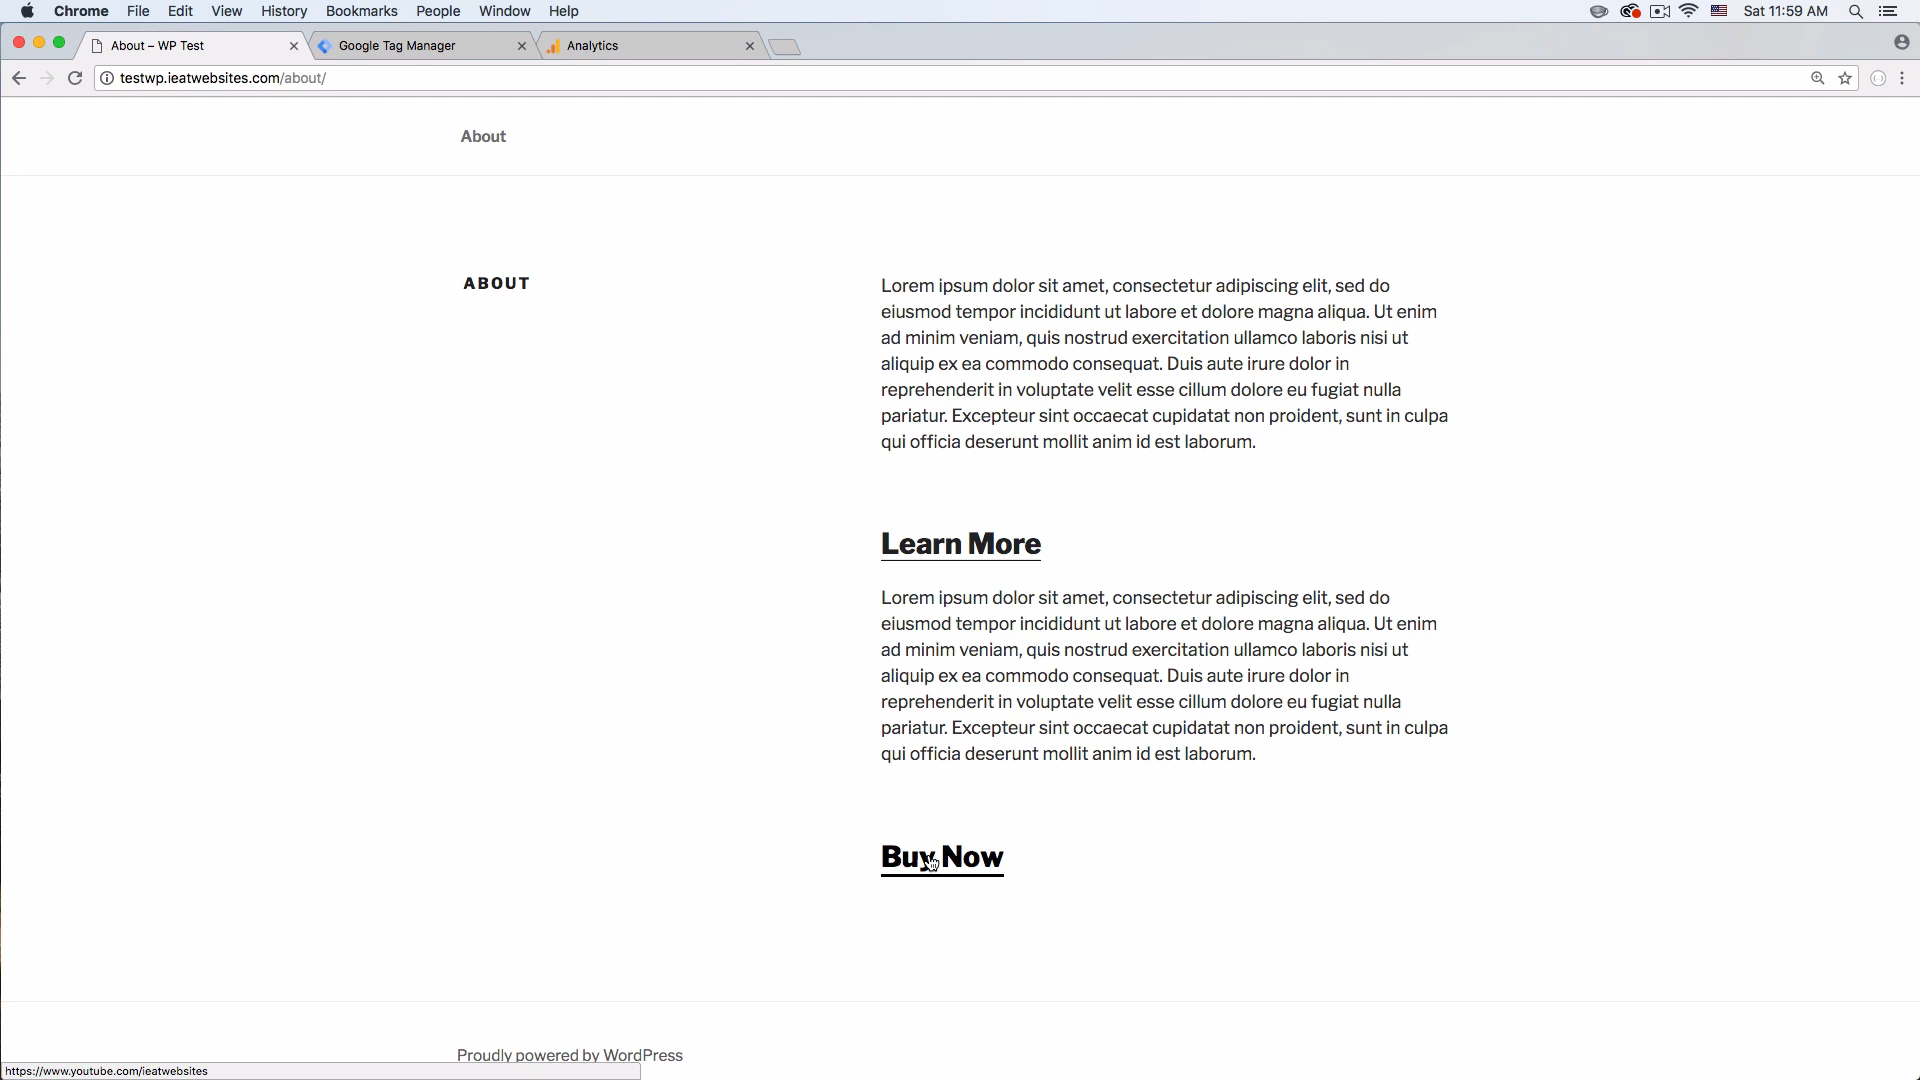 Chrome File Edit View History Bookmarks People Window Help Sat 11:59 AM
About – WP Test Google Tag Manager Analytics
testwp.ieatwebsites.com/about/
About
ABOUT
Lorem ipsum dolor sit amet, consectetur adipiscing elit, sed do
eiusmod tempor incididunt ut labore et dolore magna aliqua. Ut enim
ad minim veniam, quis nostrud exercitation ullamco laboris nisi ut
aliquip ex ea commodo consequat. Duis aute irure dolor in
reprehenderit in voluptate velit esse cillum dolore eu fugiat nulla
pariatur. Excepteur sint occaecat cupidatat non proident, sunt in culpa
qui officia deserunt mollit anim id est laborum.
Learn More
Lorem ipsum dolor sit amet, consectetur adipiscing elit, sed do
eiusmod tempor incididunt ut labore et dolore magna aliqua. Ut enim
ad minim veniam, quis nostrud exercitation ullamco laboris nisi ut
aliquip ex ea commodo consequat. Duis aute irure dolor in
reprehenderit in voluptate velit esse cillum dolore eu fugiat nulla
pariatur. Excepteur sint occaecat cupidatat non proident, sunt in culpa
qui officia deserunt mollit anim id est laborum.
Buy Now
Proudly powered by WordPress
https://www.youtube.com/ieatwebsites